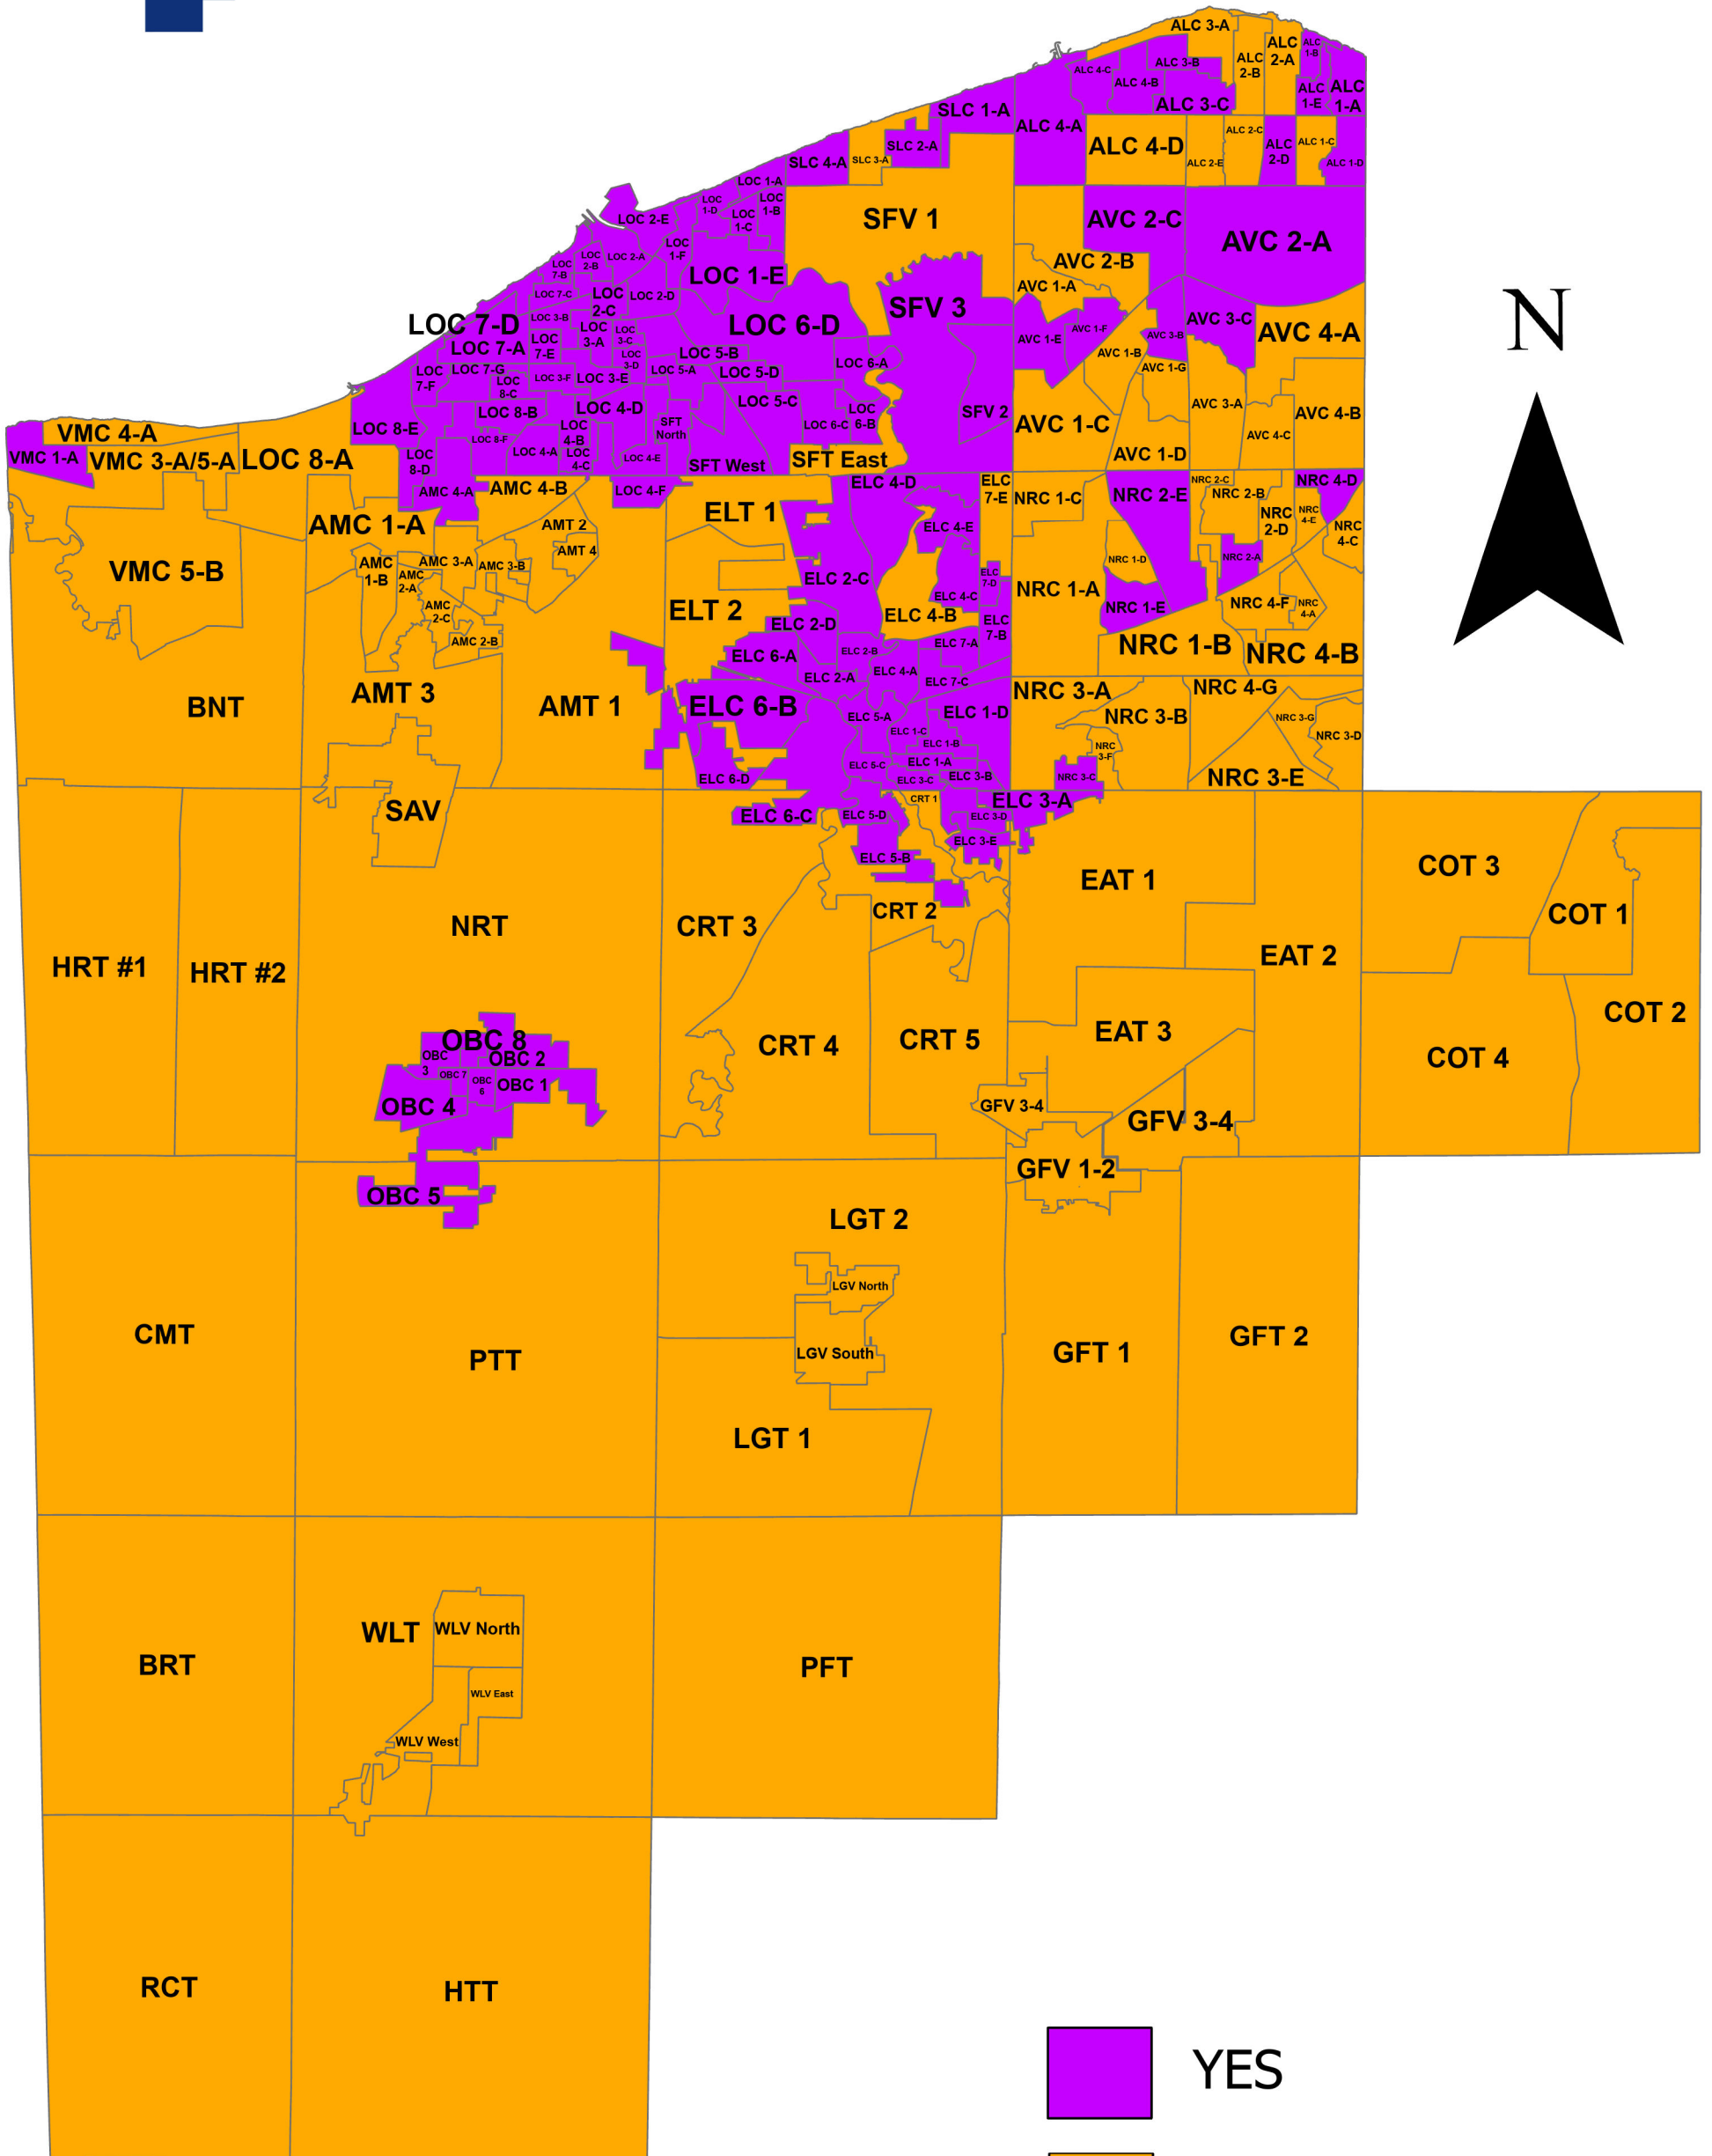 ALC 3-A
ALC
2-A
ALC
1-B
ALC
2-B
ALC 3-B
ALC 4-C
ALC 4-B
ALC 3-C
ALC
1-E
ALC
1-A
SLC 1-A
ALC 4-A
ALC 4-D
ALC 2-C
ALC 2-E
ALC
2-D
ALC 1-C
ALC 1-D
SLC 2-A
SLC 3-A
SLC 4-A
LOC 1-A
LOC
1-D
LOC
1-B
LOC
1-C
LOC 2-E
SFV 1
AVC 2-C
AVC 2-A
N
LOC
1-F
LOC
2-B
LOC 2-A
LOC
7-B
LOC 1-E
AVC 2-B
AVC 1-A
LOC 7-C
LOC
2-C
LOC 2-D
SFV 3
LOC 7-D
LOC 3-B
LOC
3-A
LOC
3-C
LOC 6-D
AVC 1-F
AVC 1-E
AVC 3-B
AVC 3-C
AVC 4-A
LOC 7-A
LOC
7-E
LOC
3-D
LOC 5-B
LOC 6-A
AVC 1-B
AVC 1-G
LOC
7-F
LOC 7-G
LOC
8-C
LOC 3-F
LOC 3-E
LOC 5-A
LOC 5-D
LOC 5-C
LOC 8-B
LOC 4-D
LOC 6-C
LOC
6-B
SFV 2
AVC 1-C
AVC 3-A
AVC 4-B
AVC 4-C
AVC 1-D
LOC 8-E
LOC 8-F
LOC
4-B
SFT
North
VMC 4-A
VMC 1-A
VMC 3-A/5-A
LOC 8-A
LOC
8-D
LOC 4-A
LOC
4-C
LOC 4-E
SFT West
SFT East
AMC 4-A
AMC 4-B
LOC 4-F
ELC 4-D
ELC
7-E
NRC 1-C
NRC 2-E
NRC 2-C
NRC 2-B
NRC 4-D
AMC 1-A
AMT 2
ELT 1
ELC 4-E
NRC
2-D
NRC
4-E
NRC
4-C
VMC 5-B
AMC
1-B
AMC 3-A
AMC 3-B
AMT 4
AMC
2-A
ELC 2-C
ELC
7-D
NRC 1-D
NRC 2-A
NRC 1-A
AMC
2-C
ELT 2
ELC 4-C
ELC 4-B
NRC 1-E
NRC 4-F
NRC
4-A
AMC 2-B
ELC 2-D
ELC
7-B
ELC 6-A
ELC 2-B
ELC 7-A
NRC 1-B
NRC 4-B
ELC 2-A
ELC 4-A
ELC 7-C
BNT
AMT 3
AMT 1
ELC 6-B
NRC 3-A
NRC 4-G
ELC 5-A
ELC 1-D
NRC 3-B
NRC 3-G
NRC 3-D
ELC 1-C
ELC 1-B
NRC
3-F
ELC 6-D
ELC 5-C
ELC 1-A
ELC 3-C
ELC 3-B
NRC 3-C
NRC 3-E
SAV
ELC 6-C
ELC 5-D
CRT 1
ELC 3-A
ELC 3-D
ELC 3-E
ELC 5-B
EAT 1
COT 3
HRT #1
HRT #2
NRT
CRT 3
CRT 2
EAT 2
COT 1
OBC 8
OBC
3
OBC 2
OBC 7
OBC
6
OBC 1
OBC 4
CRT 4
CRT 5
EAT 3
COT 2
COT 4
GFV 3-4
GFV 3-4
GFV 1-2
OBC 5
LGT 2
LGV North
CMT
PTT
LGV South
GFT 1
GFT 2
LGT 1
WLT
WLV North
BRT
PFT
WLV East
WLV West
RCT
HTT
YES